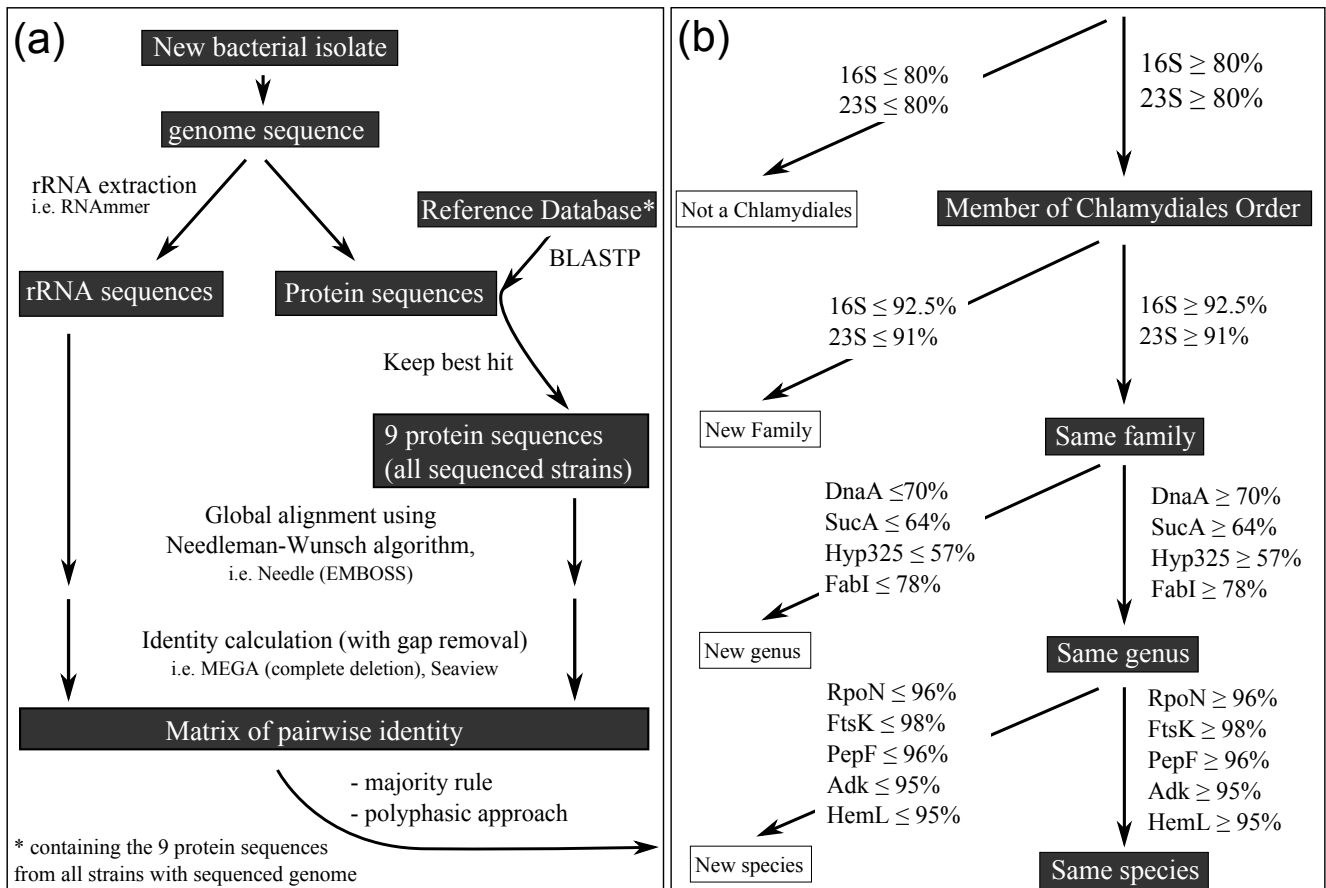 (a)
New bacterial isolate
genome sequence
rRNA extraction
i.e. RNAmmer
Reference Database*
BLASTP
rRNA sequences
Protein sequences
Keep best hit
9 protein sequences
(all sequenced strains)
Global alignment using
Needleman-Wunsch algorithm,
i.e. Needle (EMBOSS)
Identity calculation (with gap removal)
i.e. MEGA (complete deletion), Seaview
Matrix of pairwise identity
- majority rule
- polyphasic approach
* containing the 9 protein sequences
from all strains with sequenced genome
(b)
16S ≤ 80%
23S ≤ 80%
16S ≥ 80%
23S ≥ 80%
Not a Chlamydiales
Member of Chlamydiales Order
16S ≤ 92.5%
23S ≤ 91%
16S ≥ 92.5%
23S ≥ 91%
New Family
Same family
DnaA ≤70%
SucA ≤ 64%
Hyp325 ≤ 57%
FabI ≤ 78%
DnaA ≥ 70%
SucA ≥ 64%
Hyp325 ≥ 57%
FabI ≥ 78%
New genus
Same genus
RpoN ≤ 96%
FtsK ≤ 98%
PepF ≤ 96%
Adk ≤ 95%
HemL ≤ 95%
RpoN ≥ 96%
FtsK ≥ 98%
PepF ≥ 96%
Adk ≥ 95%
HemL ≥ 95%
New species
Same species